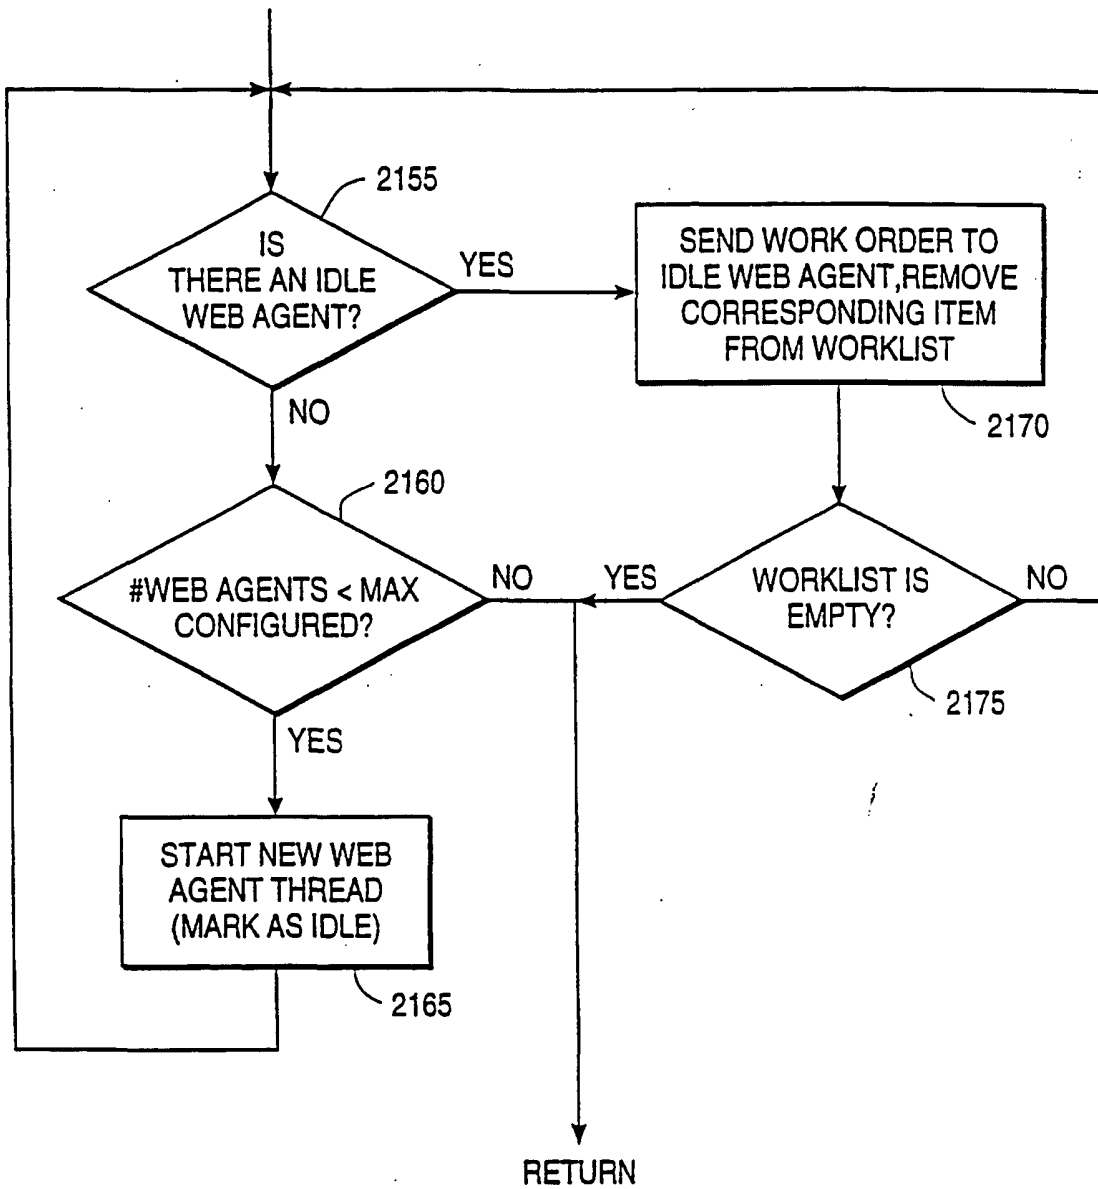 2155
IS
THERE AN IDLE
WEB AGENT?
YES
SEND WORK ORDER TO
IDLE WEB AGENT,REMOVE
CORRESPONDING ITEM
FROM WORKLIST
NO
2170
2160
#WEB AGENTS < MAX
CONFIGURED?
NO
YES
WORKLIST IS
EMPTY?
NO
2175
YES
START NEW WEB
AGENT THREAD
(MARK AS IDLE)
2165
RETURN